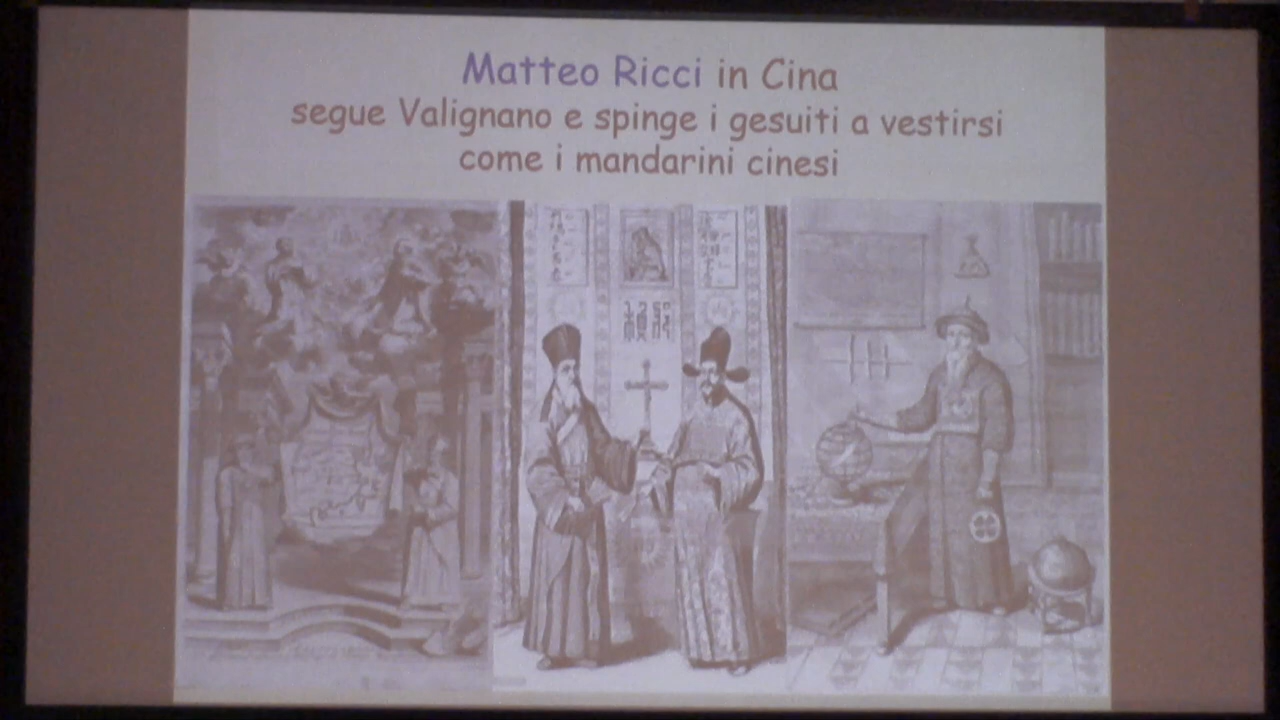 Matteo Ricci in Cina
segue Valignano e spinge i gesuiti a vestirsi
come i mandarini cinesi